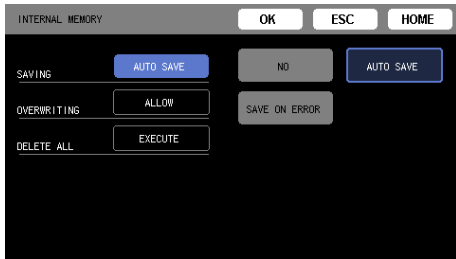 INTERNAL MEMORY OK ESC HOME
SAVING AUTO SAVE NO AUTO SAVE
OVERWRITING ALLOW SAVE ON ERROR
DELETE ALL EXECUTE